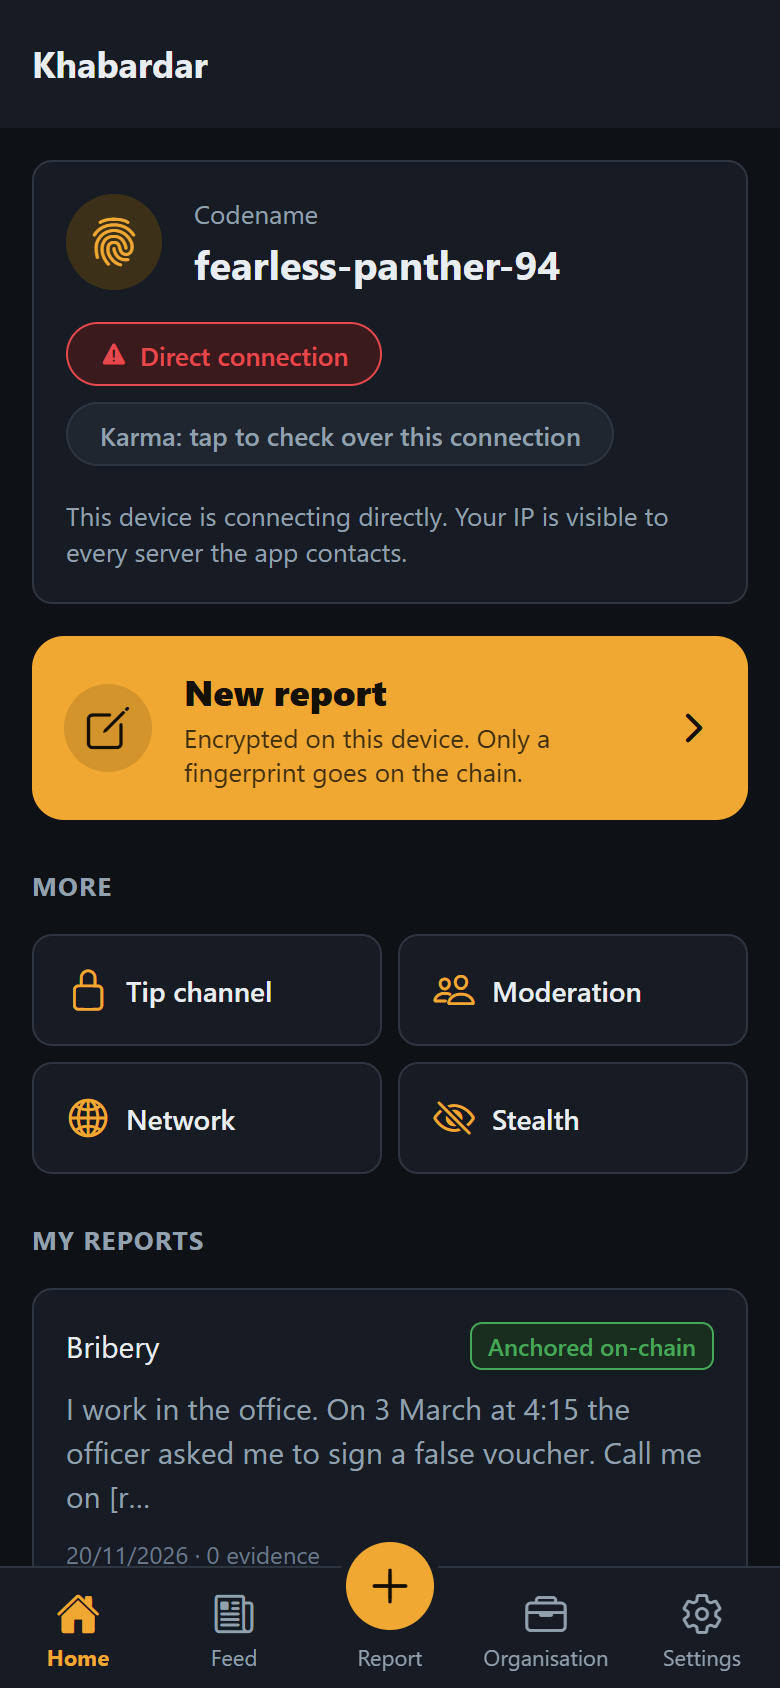 Khabardar
Codename
fearless-panther-94
Direct connection
Karma: tap to check over this connection
This device is connecting directly. Your IP is visible to
every server the app contacts.
New report
Encrypted on this device. Only a
fingerprint goes on the chain.
MORE
Tip channel
Moderation
Network
Stealth
MY REPORTS
Bribery
Anchored on-chain
I work in the office. On 3 March at 4:15 the
officer asked me to sign a false voucher. Call me
on [r...
20/11/2026 · 0 evidence
Home
Feed
Report
Organisation
Settings